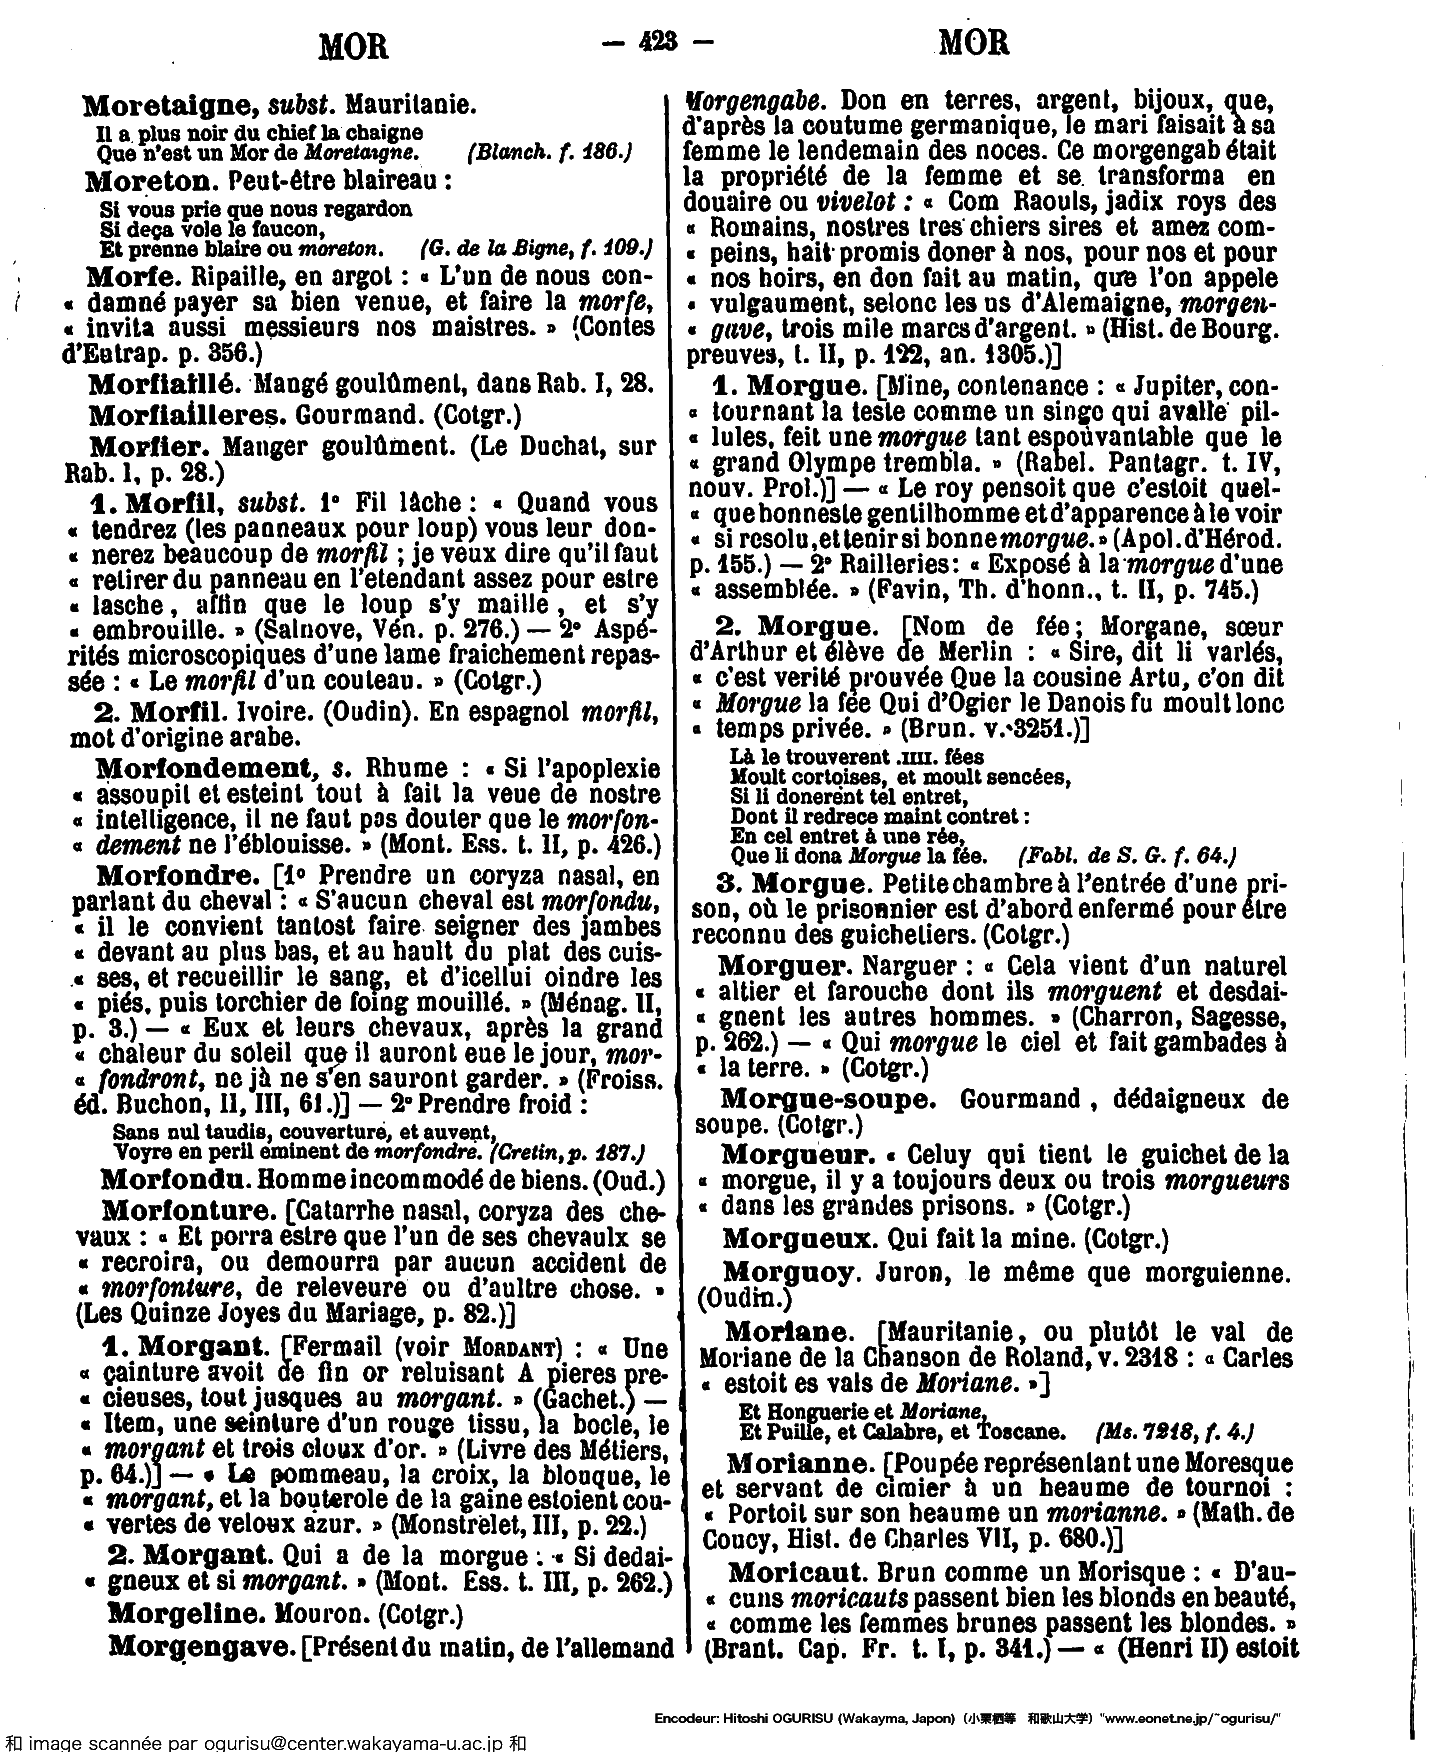 MOR
— 423 —
MOR
Moretaigne, subst. Mauritanie.
Il a plus noir du chief la chaigne
Que n'est un Mor de Moretaigne. (Blanch. f. 186.)
Moreton. Peut-être blaireau :
Si vous prie que nous regardon
Si deça vole le faucon,
Et prenne blaire ou moreton. (G. de la Bigne, f. 109.)
Morfe. Ripaille, en argot : « L'un de nous con-
« damné payer sa bien venue, et faire la morfe,
« invita aussi messieurs nos maistres. » (Contes
d'Eutrap. p. 356.)
Morfiaillé. Mangé goulûment, dans Rab. I, 28.
Morfiailleres. Gourmand. (Cotgr.)
Morfier. Manger goulûment. (Le Duchat, sur
Rab. I, p. 28.)
1. Morfil, subst. 1° Fil lâche : « Quand vous
« tendrez (les panneaux pour loup) vous leur don-
« nerez beaucoup de morfil ; je veux dire qu'il faut
« retirer du panneau en l'etendant assez pour estre
« lasche, affin que le loup s'y maille, et s'y
« embrouille. » (Salnove, Vén. p. 276.) — 2° Aspé-
rités microscopiques d'une lame fraichement repas-
sée : « Le morfil d'un couteau. » (Cotgr.)
2. Morfil. Ivoire. (Oudin). En espagnol morfil,
mot d'origine arabe.
Morfondement, s. Rhume : « Si l'apoplexie
« assoupit et esteint tout à fait la veue de nostre
« intelligence, il ne faut pas douter que le morfon-
« dement ne l'éblouisse. » (Mont. Ess. t. II, p. 426.)
Morfondre. [1° Prendre un coryza nasal, en
parlant du cheval : « S'aucun cheval est morfondu,
« il le convient tantost faire seigner des jambes
« devant au plus bas, et au hault du plat des cuis-
« ses, et recueillir le sang, et d'icellui oindre les
« piés, puis torchier de foing mouillé. » (Ménag. II,
p. 3.) — « Eux et leurs chevaux, après la grand
« chaleur du soleil que il auront eue le jour, mor-
« fondront, ne jà ne s'en sauront garder. » (Froiss.
éd. Buchon, II, III, 61.)] — 2° Prendre froid :
Sans nul taudis, couverture, et auvent,
Voyre en peril eminent de morfondre. (Cretin, p. 187.)
Morfondu. Homme incommodé de biens. (Oud.)
Morfonture. [Catarrhe nasal, coryza des che-
vaux : « Et porra estre que l'un de ses chevaulx se
« recroira, ou demourra par aucun accident de
« morfonture, de releveure ou d'aultre chose. »
(Les Quinze Joyes du Mariage, p. 82.)]
1. Morgant. [Fermail (voir MORDANT) : « Une
« çainture avoit de fin or reluisant A pieres pre-
« cieuses, tout jusques au morgant. » (Gachet.) —
« Item, une seinture d'un rouge tissu, la bocle, le
« morgant et trois cloux d'or. » (Livre des Métiers,
p. 64.)] — « Le pommeau, la croix, la blouque, le
« morgant, et la bouterole de la gaine estoient cou-
« vertes de veloux azur. » (Monstrelet, III, p. 22.)
2. Morgant. Qui a de la morgue : « Si dedai-
« gneux et si morgant. » (Mont. Ess. t. III, p. 262.)
Morgeline. Mouron. (Cotgr.)
Morgengave. [Présent du matin, de l'allemand
Morgengabe. Don en terres, argent, bijoux, que,
d'après la coutume germanique, le mari faisait à sa
femme le lendemain des noces. Ce morgengab était
la propriété de la femme et se transforma en
douaire ou vivelot : « Com Raouls, jadix roys des
« Romains, nostres tres chiers sires et amez com-
« peins, hait promis doner à nos, pour nos et pour
« nos hoirs, en don fait au matin, que l'on appele
« vulgaument, selonc les us d'Alemaigne, morgen-
« gave, trois mile marcs d'argent. » (Hist. de Bourg.
preuves, t. II, p. 122, an. 1305.)]
1. Morgue. [Mine, contenance : « Jupiter, con-
« tournant la teste comme un singe qui avalle pil-
« lules, feit une morgue tant espouvantable que le
« grand Olympe trembla. » (Rabel. Pantagr. t. IV,
nouv. Prol.)] — « Le roy pensoit que c'estoit quel-
« que honneste gentilhomme et d'apparence à le voir
« si resolu, et tenir si bonne morgue. » (Apol. d'Hérod.
p. 155.) — 2° Railleries : « Exposé à la morgue d'une
« assemblée. » (Favin, Th. d'honn., t. II, p. 745.)
2. Morgue. [Nom de fée ; Morgane, sœur
d'Arthur et élève de Merlin : « Sire, dit li varlés,
« c'est verité prouvée Que la cousine Artu, c'on dit
« Morgue la fée Qui d'Ogier le Danois fu moult lonc
« temps privée. » (Brun. v. 3251.)]
Là le trouverent .IIII. fées
Moult cortoises, et moult sencées,
Si li donerent tel entret,
Dont il redrece maint contret :
En cel entret à une rée,
Que li dona Morgue la fée. (Fabl. de S. G. f. 64.)
3. Morgue. Petite chambre à l'entrée d'une pri-
son, où le prisonnier est d'abord enfermé pour être
reconnu des guichetiers. (Cotgr.)
Morguer. Narguer : « Cela vient d'un naturel
« altier et farouche dont ils morguent et desdai-
« gnent les autres hommes. » (Charron, Sagesse,
p. 262.) — « Qui morgue le ciel et fait gambades à
« la terre. » (Cotgr.)
Morgue-soupe. Gourmand, dédaigneux de
soupe. (Cotgr.)
Morgueur. « Celuy qui tient le guichet de la
« morgue, il y a toujours deux ou trois morgueurs
« dans les grandes prisons. » (Cotgr.)
Morgueux. Qui fait la mine. (Cotgr.)
Morguoy. Juron, le même que morguienne.
(Oudin.)
Moriane. [Mauritanie, ou plutôt le val de
Moriane de la Chanson de Roland, v. 2318 : « Carles
« estoit es vals de Moriane. »]
Et Honguerie et Moriane,
Et Puille, et Calabre, et Toscane. (Ms. 7218, f. 4.)
Morianne. [Poupée représentant une Moresque
et servant de cimier à un heaume de tournoi :
« Portoit sur son heaume un morianne. » (Math. de
Coucy, Hist. de Charles VII, p. 680.)]
Moricaut. Brun comme un Morisque : « D'au-
« cuns moricauts passent bien les blonds en beauté,
« comme les femmes brunes passent les blondes. »
(Brant. Cap. Fr. t. I, p. 341.) — « (Henri II) estoit
Encodeur: Hitoshi OGURISU (Wakayma, Japon) (小栗栖等 和歌山大学) "www.eonet.ne.jp/~ogurisu/"
和 image scannée par ogurisu@center.wakayama-u.ac.jp 和